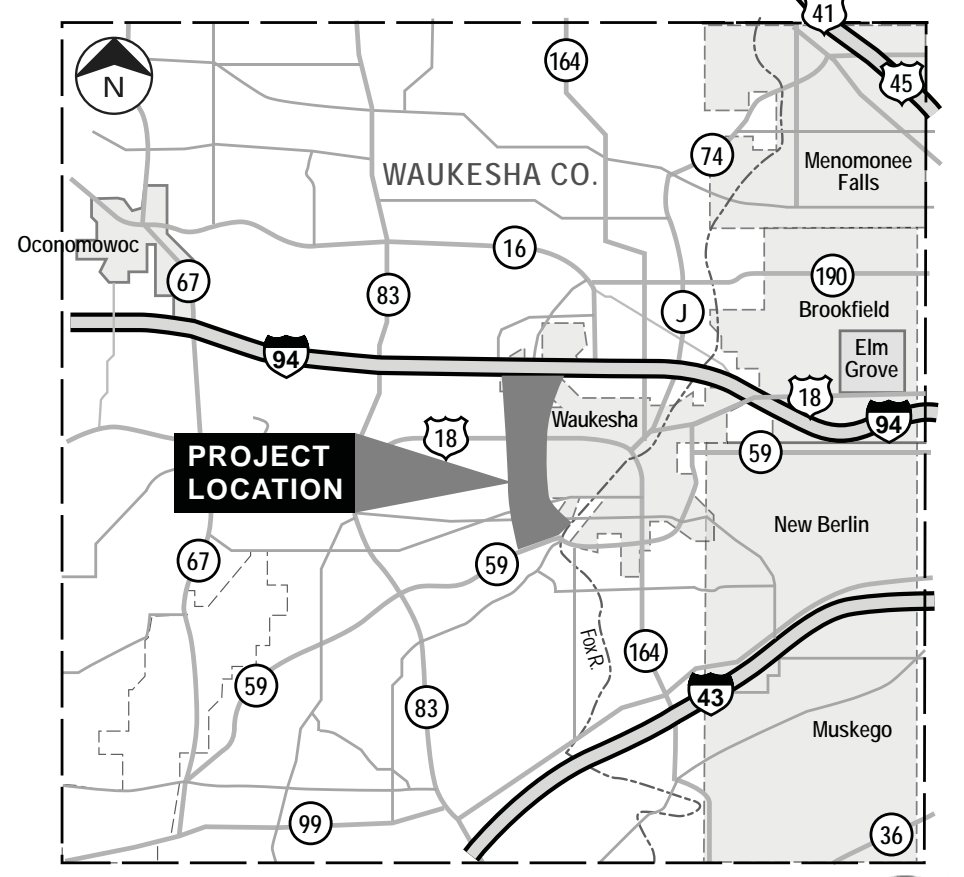 41
45
164
N
74
WAUKESHA CO.
Menomonee
Falls
Oconomowoc
16
67
83
190
J
Brookfield
94
Elm
Grove
18
Waukesha
94
18
59
PROJECT
LOCATION
New Berlin
67
59
Fox R.
164
59
43
83
Muskego
99
36